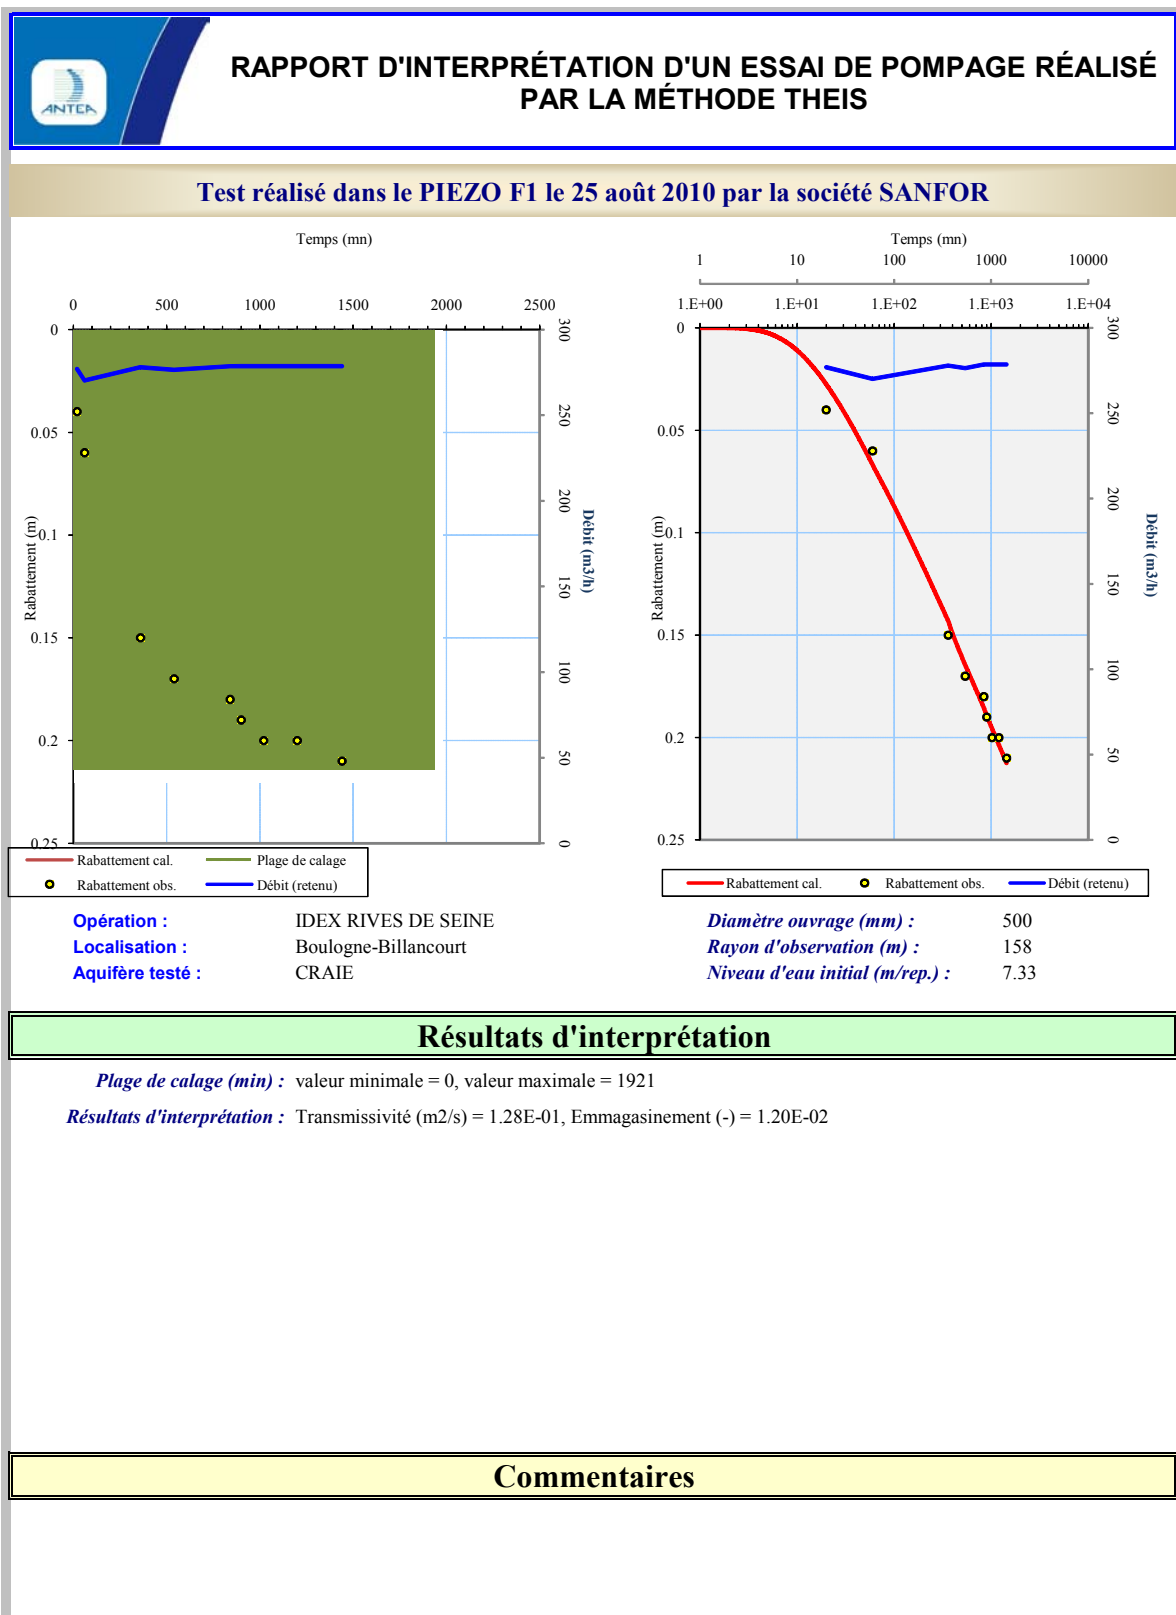 ANTEA
RAPPORT D'INTERPRÉTATION D'UN ESSAI DE POMPAGE RÉALISÉ
PAR LA MÉTHODE THEIS
Test réalisé dans le PIEZO F1 le 25 août 2010 par la société SANFOR
Temps (mn)
0 500 1000 1500 2000 2500
0
0.05
0.1
0.15
0.2
0.25
Rabattement (m)
300
250
200
150
100
50
0
Débit (m3/h)
Rabattement cal. Plage de calage
Rabattement obs. Débit (retenu)
Temps (mn)
1 10 100 1000 10000
1.E+00 1.E+01 1.E+02 1.E+03 1.E+04
0
0.05
0.1
0.15
0.2
0.25
Rabattement (m)
300
250
200
150
100
50
0
Débit (m3/h)
Rabattement cal. Rabattement obs. Débit (retenu)
Opération : IDEX RIVES DE SEINE
Localisation : Boulogne-Billancourt
Aquifère testé : CRAIE
Diamètre ouvrage (mm) : 500
Rayon d'observation (m) : 158
Niveau d'eau initial (m/rep.) : 7.33
Résultats d'interprétation
Plage de calage (min) : valeur minimale = 0, valeur maximale = 1921
Résultats d'interprétation : Transmissivité (m2/s) = 1.28E-01, Emmagasinement (-) = 1.20E-02
Commentaires